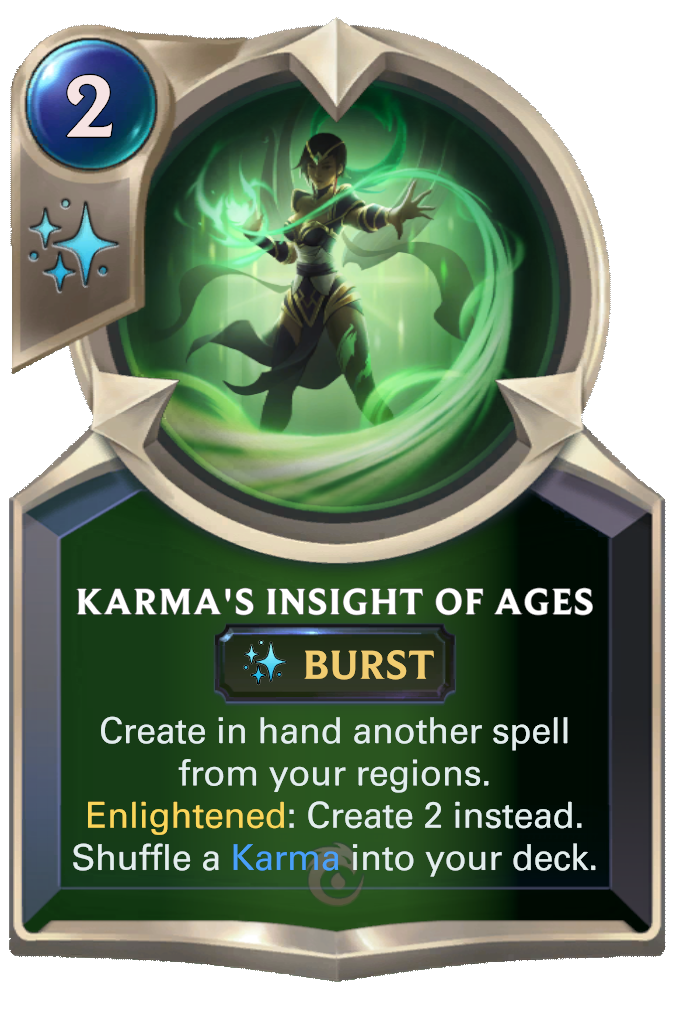 2
KARMA'S INSIGHT OF AGES
BURST
Create in hand another spell
from your regions.
Enlightened: Create 2 instead.
Shuffle a Karma into your deck.